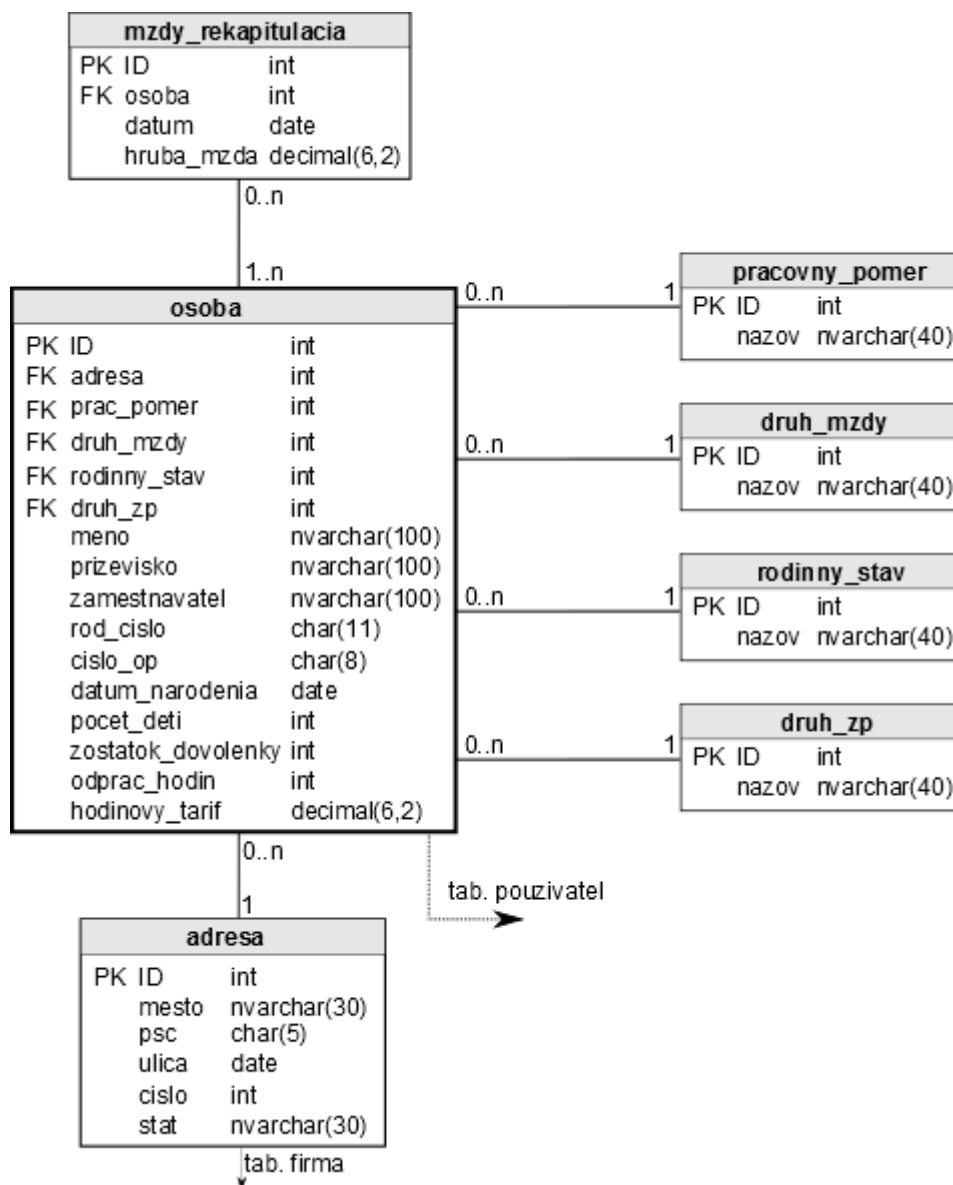 mzdy_rekapitulacia
PK ID int
FK osoba int
datum date
hruba_mzda decimal(6,2)
0..n
1..n
osoba
PK ID int
FK adresa int
FK prac_pomer int
FK druh_mzdy int
FK rodinny_stav int
FK druh_zp int
meno nvarchar(100)
prizevisko nvarchar(100)
zamestnavatel nvarchar(100)
rod_cislo char(11)
cislo_op char(8)
datum_narodenia date
pocet_deti int
zostatok_dovolenky int
odprac_hodin int
hodinovy_tarif decimal(6,2)
0..n 1
pracovny_pomer
PK ID int
nazov nvarchar(40)
0..n 1
druh_mzdy
PK ID int
nazov nvarchar(40)
0..n 1
rodinny_stav
PK ID int
nazov nvarchar(40)
0..n 1
druh_zp
PK ID int
nazov nvarchar(40)
0..n
1
tab. pouzivatel
adresa
PK ID int
mesto nvarchar(30)
psc char(5)
ulica date
cislo int
stat nvarchar(30)
tab. firma